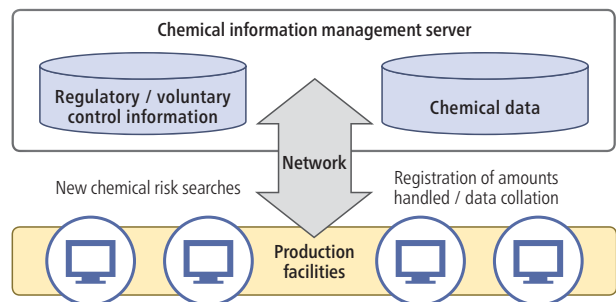 Chemical information management server
Regulatory / voluntary
control information
Chemical data
Network
New chemical risk searches
Registration of amounts
handled / data collation
Production
facilities